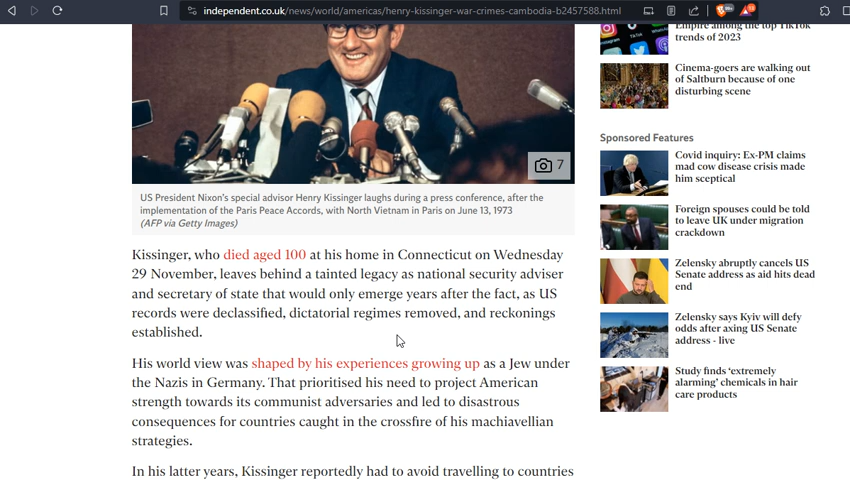 independent.co.uk/news/world/americas/henry-kissinger-war-crimes-cambodia-b2457588.html
7
US President Nixon's special advisor Henry Kissinger laughs during a press conference, after the
implementation of the Paris Peace Accords, with North Vietnam in Paris on June 13, 1973
(AFP via Getty Images)
Kissinger, who died aged 100 at his home in Connecticut on Wednesday
29 November, leaves behind a tainted legacy as national security adviser
and secretary of state that would only emerge years after the fact, as US
records were declassified, dictatorial regimes removed, and reckonings
established.
His world view was shaped by his experiences growing up as a Jew under
the Nazis in Germany. That prioritised his need to project American
strength towards its communist adversaries and led to disastrous
consequences for countries caught in the crossfire of his machiavellian
strategies.
In his latter years, Kissinger reportedly had to avoid travelling to countries
Empire among the top TikTok
trends of 2023
Cinema-goers are walking out
of Saltburn because of one
disturbing scene
Sponsored Features
Covid inquiry: Ex-PM claims
mad cow disease crisis made
him sceptical
Foreign spouses could be told
to leave UK under migration
crackdown
Zelensky abruptly cancels US
Senate address as aid hits dead
end
Zelensky says Kyiv will defy
odds after axing US Senate
address - live
Study finds 'extremely
alarming' chemicals in hair
care products